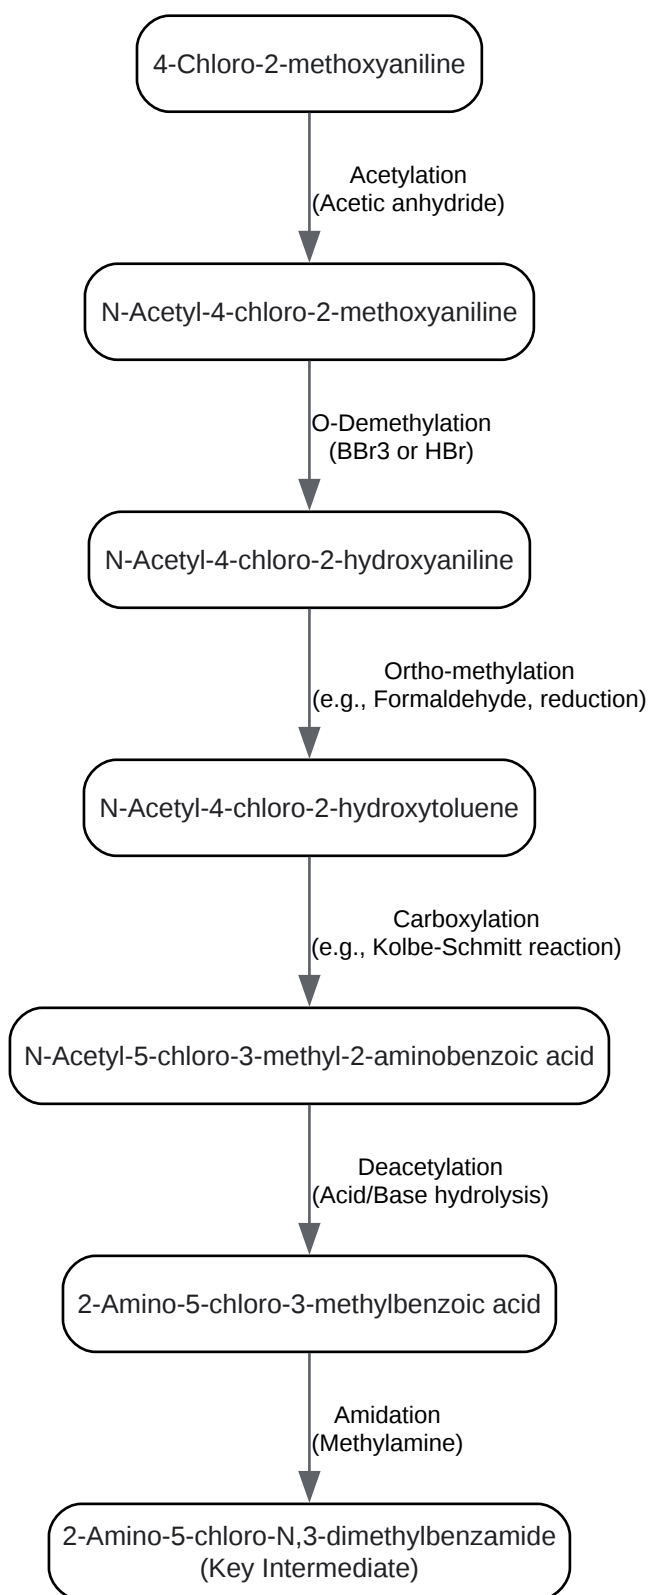 4-Chloro-2-methoxyaniline
Acetylation
(Acetic anhydride)
N-Acetyl-4-chloro-2-methoxyaniline
O-Demethylation
(BBr3 or HBr)
N-Acetyl-4-chloro-2-hydroxyaniline
Ortho-methylation
(e.g., Formaldehyde, reduction)
N-Acetyl-4-chloro-2-hydroxytoluene
Carboxylation
(e.g., Kolbe-Schmitt reaction)
N-Acetyl-5-chloro-3-methyl-2-aminobenzoic acid
Deacetylation
(Acid/Base hydrolysis)
2-Amino-5-chloro-3-methylbenzoic acid
Amidation
(Methylamine)
2-Amino-5-chloro-N,3-dimethylbenzamide
(Key Intermediate)